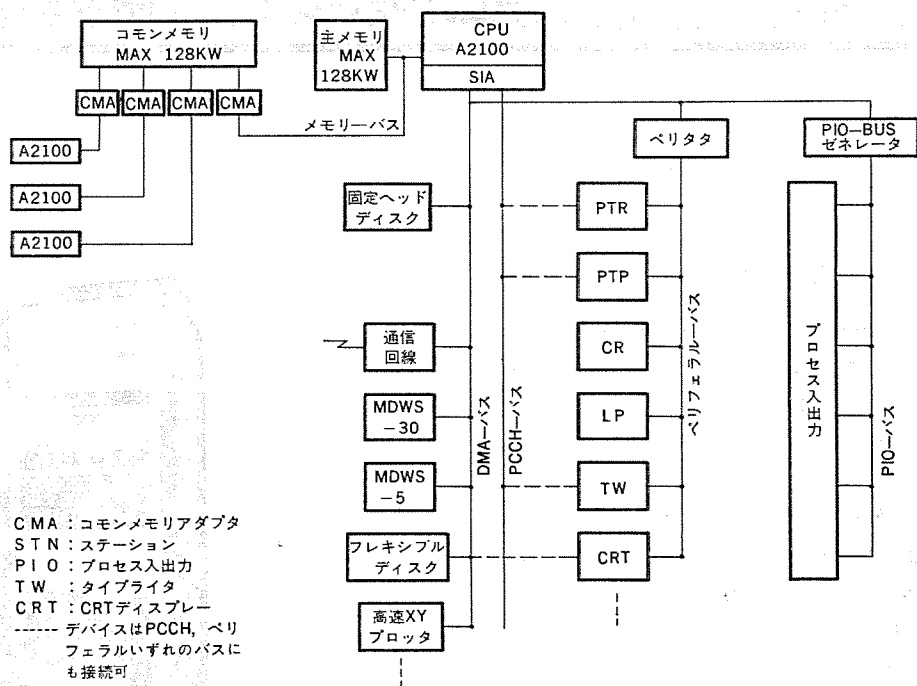 コモンメモリ
MAX 128KW
主メモリ
MAX
128KW
CPU
A2100
SIA
CMA
CMA
CMA
CMA
メモリーバス
A2100
A2100
A2100
ペリタタ
PIO—BUS
ゼネレータ
固定ヘッド
ディスク
通信
回線
MDWS
−30
MDWS
−5
フレキシブル
ディスク
高速XY
プロッタ
DMA—バス
PCCH—バス
PTR
PTP
CR
LP
TW
CRT
ペリフェラルーバス
プロセス入出力
PIO—バス
CMA：コモンメモリアダプタ
STN：ステーション
PIO：プロセス入出力
TW：タイプライタ
CRT：CRTディスプレー
------ デバイスはPCCH，ペリ
フェラルいずれのバスに
も接続可